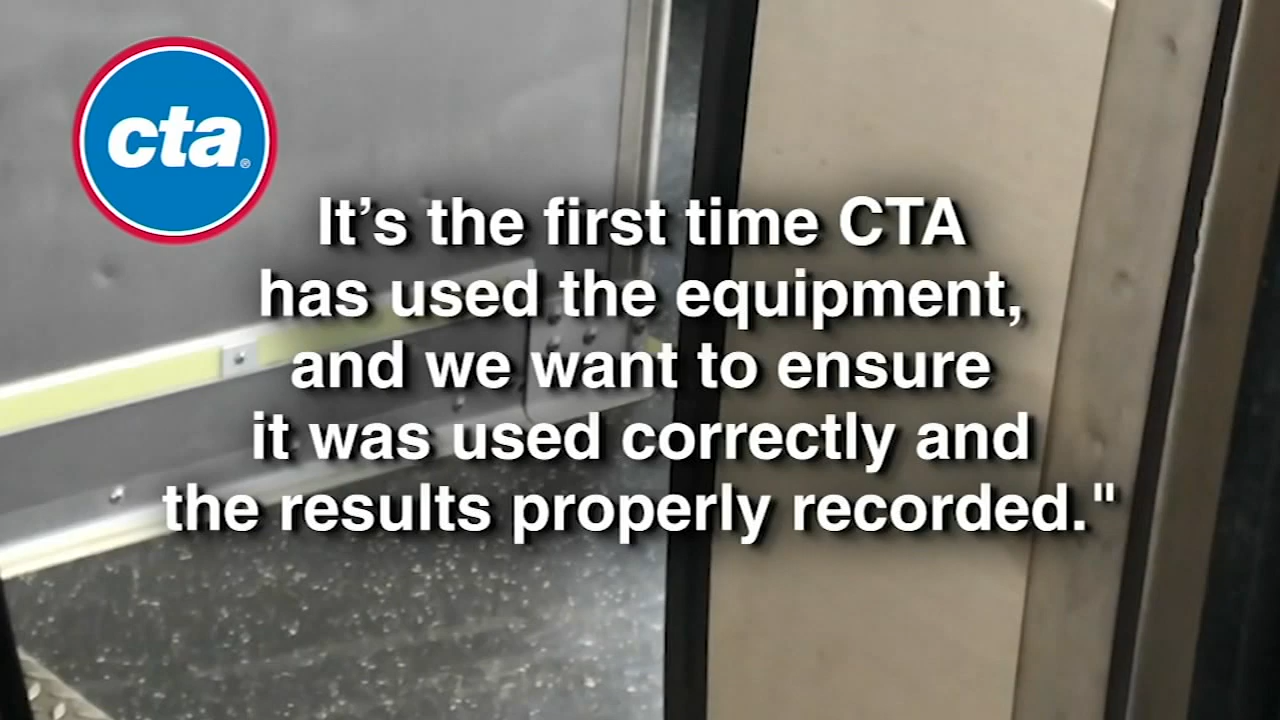 cta®
It’s the first time CTA
has used the equipment,
and we want to ensure
it was used correctly and
the results properly recorded."